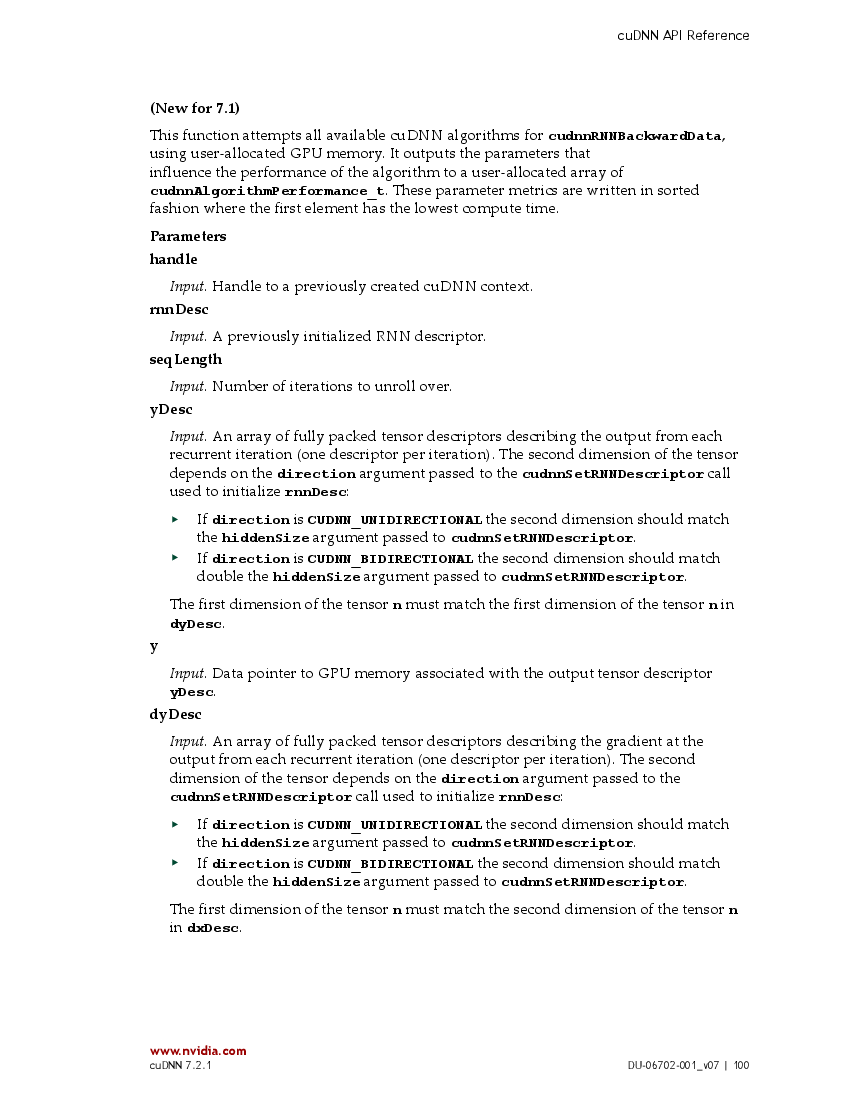 cuDNN API Reference
(New for 7.1)
This function attempts all available cuDNN algorithms for cudnnRNNBackwardData,
using user-allocated GPU memory. It outputs the parameters that
influence the performance of the algorithm to a user-allocated array of
cudnnAlgorithmPerformance_t. These parameter metrics are written in sorted
fashion where the first element has the lowest compute time.
Parameters
handle
Input. Handle to a previously created cuDNN context.
rnnDesc
Input. A previously initialized RNN descriptor.
seqLength
Input. Number of iterations to unroll over.
yDesc
Input. An array of fully packed tensor descriptors describing the output from each
recurrent iteration (one descriptor per iteration). The second dimension of the tensor
depends on the direction argument passed to the cudnnSetRNNDescriptor call
used to initialize rnnDesc:
► If direction is CUDNN_UNIDIRECTIONAL the second dimension should match
the hiddenSize argument passed to cudnnSetRNNDescriptor.
► If direction is CUDNN_BIDIRECTIONAL the second dimension should match
double the hiddenSize argument passed to cudnnSetRNNDescriptor.
The first dimension of the tensor n must match the first dimension of the tensor n in
dyDesc.
y
Input. Data pointer to GPU memory associated with the output tensor descriptor
yDesc.
dyDesc
Input. An array of fully packed tensor descriptors describing the gradient at the
output from each recurrent iteration (one descriptor per iteration). The second
dimension of the tensor depends on the direction argument passed to the
cudnnSetRNNDescriptor call used to initialize rnnDesc:
► If direction is CUDNN_UNIDIRECTIONAL the second dimension should match
the hiddenSize argument passed to cudnnSetRNNDescriptor.
► If direction is CUDNN_BIDIRECTIONAL the second dimension should match
double the hiddenSize argument passed to cudnnSetRNNDescriptor.
The first dimension of the tensor n must match the second dimension of the tensor n
in dxDesc.
www.nvidia.com
cuDNN 7.2.1
DU-06702-001_v07 | 100